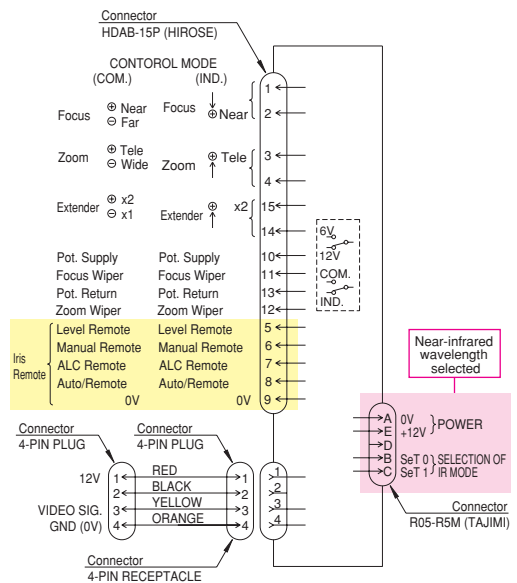 Connector
HDAB-15P (HIROSE)
CONTOROL MODE
(COM.) (IND.)
Focus ⊕ Near ⊖ Far Focus ⊕ Near
Zoom ⊕ Tele ⊖ Wide Zoom ⊕ Tele
Extender ⊕ x2 ⊖ x1 Extender ⊕ x2
1
2
3
4
15
14
Pot. Supply Pot. Supply 10
Focus Wiper Focus Wiper 11
Pot. Return Pot. Return 13
Zoom Wiper Zoom Wiper 12
6V
12V
COM.
IND.
Iris Remote
Level Remote Level Remote 5
Manual Remote Manual Remote 6
ALC Remote ALC Remote 7
Auto/Remote Auto/Remote 8
0V 0V 9
Near-infrared
wavelength
selected
A 0V
E +12V
POWER
D
B SeT 0
C SeT 1
SELECTION OF
IR MODE
Connector
R05-R5M (TAJIMI)
Connector
4-PIN PLUG
Connector
4-PIN PLUG
12V 1 RED 1 1
2 BLACK 2 2
VIDEO SIG. 3 YELLOW 3 3
GND (0V) 4 ORANGE 4 4
Connector
4-PIN RECEPTACLE